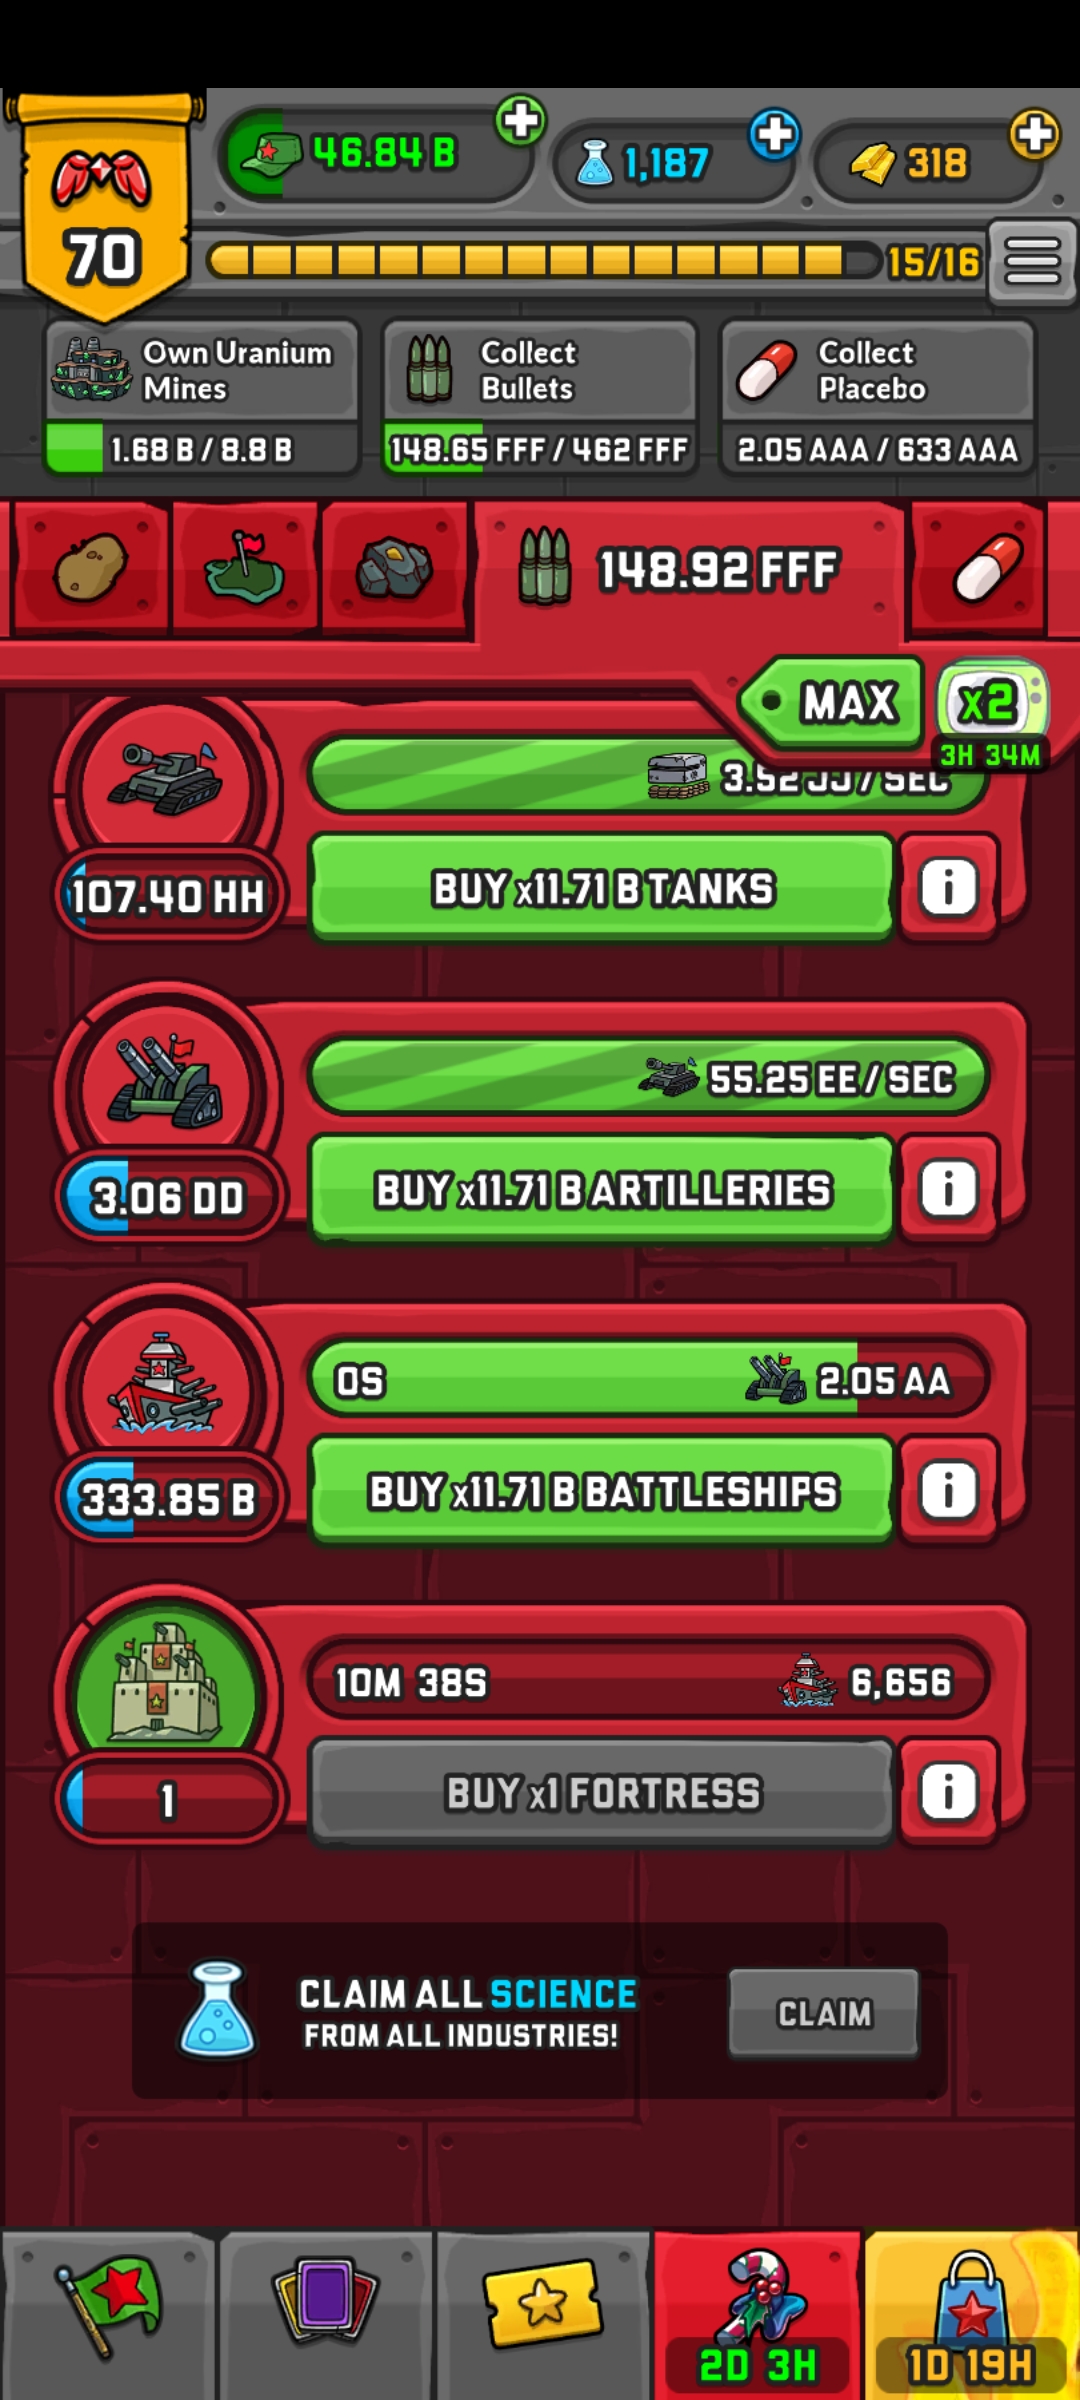 46.84 B
1,187
318
70
15/16
Own Uranium
Mines
1.68 B / 8.8 B
Collect
Bullets
148.65 FFF / 462 FFF
Collect
Placebo
2.05 AAA / 633 AAA
148.92 FFF
MAX
x2
3H 34M
3.52 JJ / SEC
107.40 HH
BUY x11.71 B TANKS
i
55.25 EE / SEC
3.06 DD
BUY x11.71 B ARTILLERIES
i
0S
2.05 AA
333.85 B
BUY x11.71 B BATTLESHIPS
i
10M 38S
6,656
1
BUY x1 FORTRESS
i
CLAIM ALL SCIENCE
FROM ALL INDUSTRIES!
CLAIM
2D 3H
1D 19H